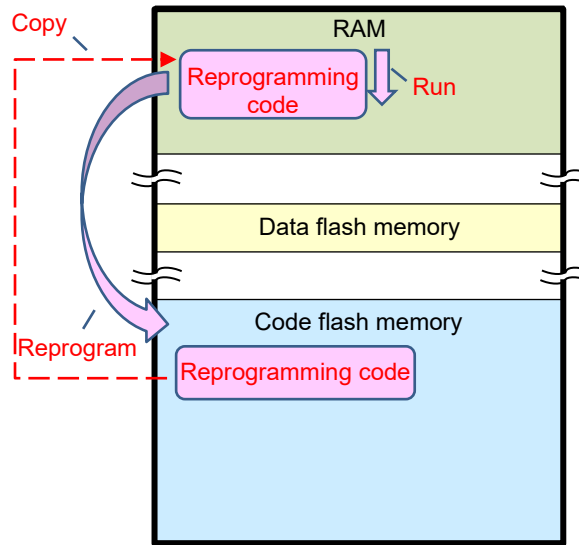 Copy
RAM
Reprogramming
code
Run
Data flash memory
Code flash memory
Reprogram
Reprogramming code